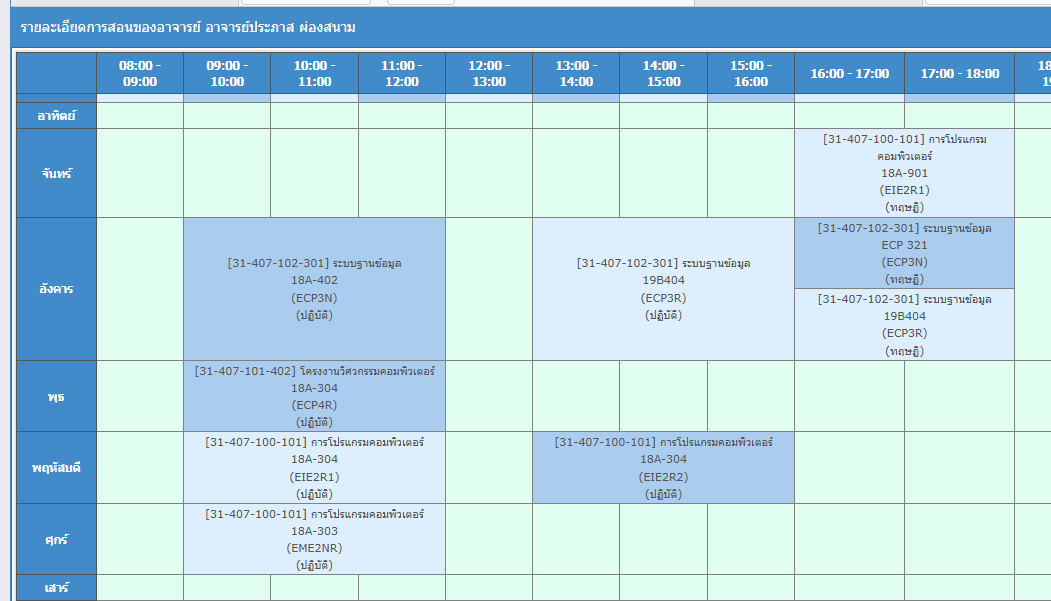 รายละเอียดการสอนของอาจารย์ อาจารย์ประภาส ผ่องสนาม
08:00 -
09:00
09:00 -
10:00
10:00 -
11:00
11:00 -
12:00
12:00 -
13:00
13:00 -
14:00
14:00 -
15:00
15:00 -
16:00
16:00 - 17:00
17:00 - 18:00
อาทิตย์
จันทร์
[31-407-100-101] การโปรแกรม
คอมพิวเตอร์
18A-901
(EIE2R1)
(ทฤษฎี)
อังคาร
[31-407-102-301] ระบบฐานข้อมูล
18A-402
(ECP3N)
(ปฏิบัติ)
[31-407-102-301] ระบบฐานข้อมูล
19B404
(ECP3R)
(ปฏิบัติ)
[31-407-102-301] ระบบฐานข้อมูล
ECP 321
(ECP3N)
(ทฤษฎี)
[31-407-102-301] ระบบฐานข้อมูล
19B404
(ECP3R)
(ทฤษฎี)
พุธ
[31-407-101-402] โครงงานวิศวกรรมคอมพิวเตอร์
18A-304
(ECP4R)
(ปฏิบัติ)
พฤหัสบดี
[31-407-100-101] การโปรแกรมคอมพิวเตอร์
18A-304
(EIE2R1)
(ปฏิบัติ)
[31-407-100-101] การโปรแกรมคอมพิวเตอร์
18A-304
(EIE2R2)
(ปฏิบัติ)
ศุกร์
[31-407-100-101] การโปรแกรมคอมพิวเตอร์
18A-303
(EME2NR)
(ปฏิบัติ)
เสาร์